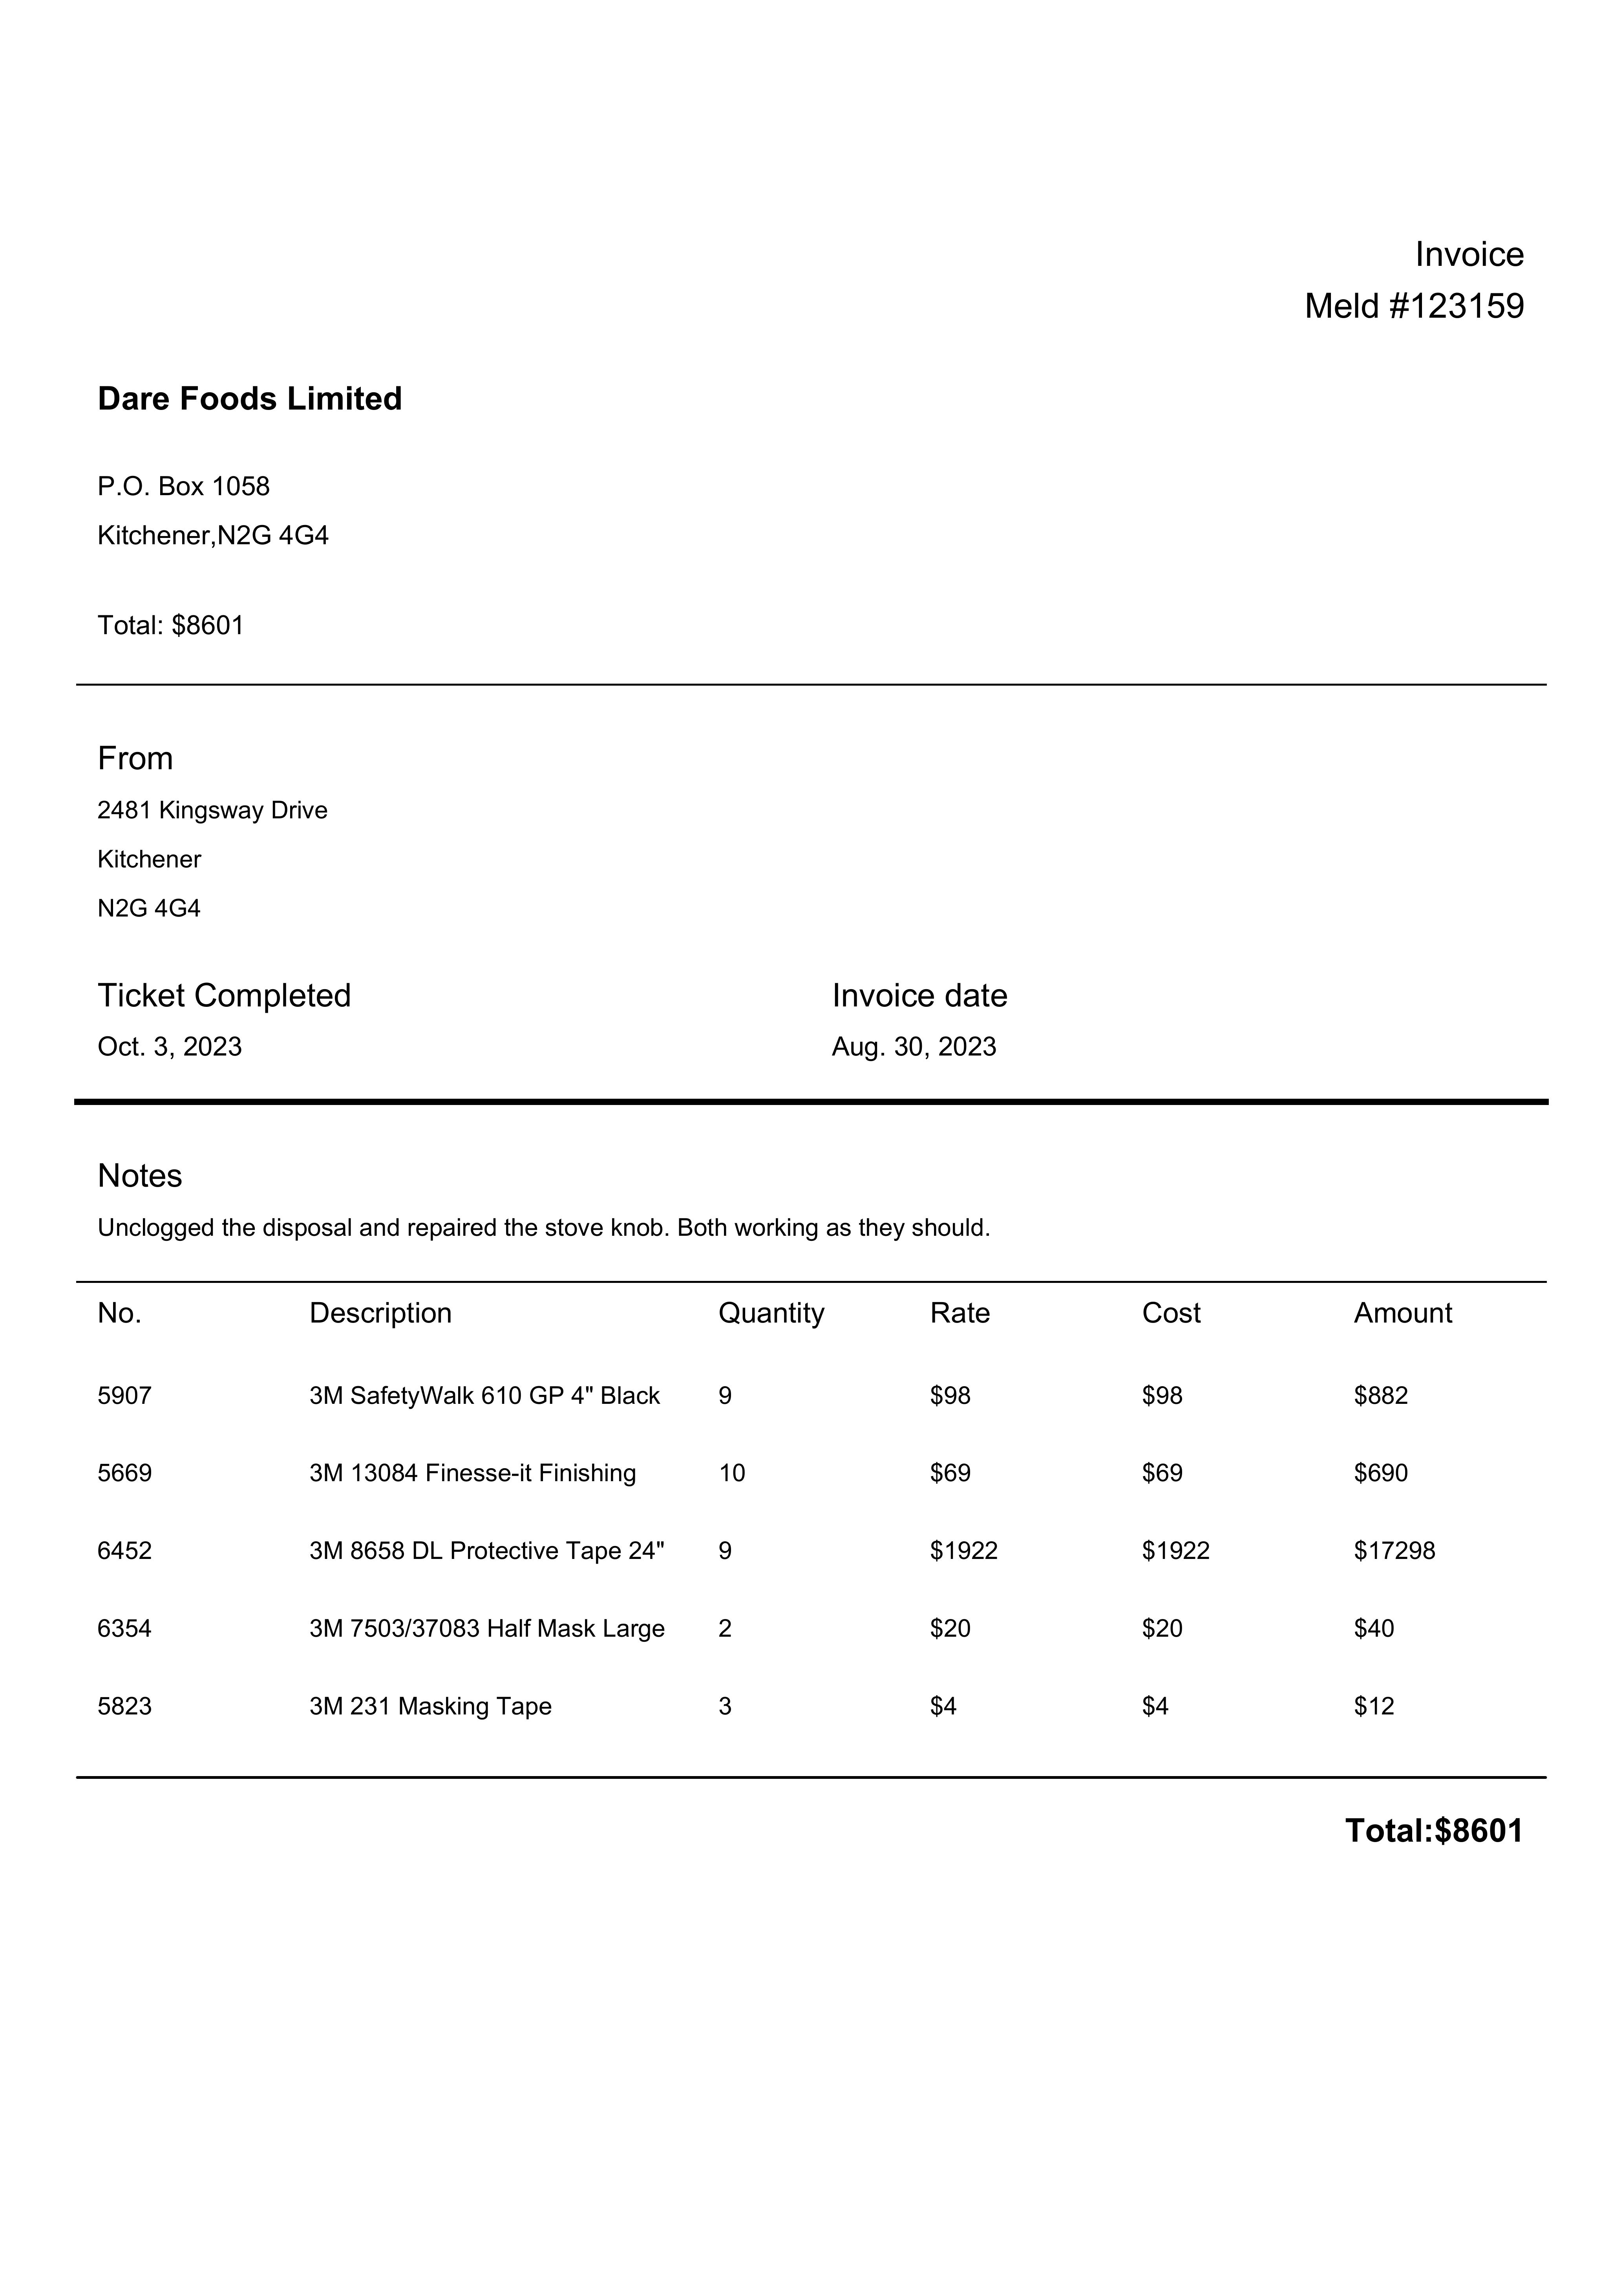 Invoice
Meld #123159
Dare Foods Limited
P.O. Box 1058
Kitchener,N2G 4G4
Total: $8601
From
2481 Kingsway Drive
Kitchener
N2G 4G4
Ticket Completed Invoice date
Oct. 3, 2023 Aug. 30, 2023
Notes
Unclogged the disposal and repaired the stove knob. Both working as they should.
No. Description Quantity Rate Cost Amount
5907 3M SafetyWalk 610 GP 4" Black 9 $98 $98 $882
5669 3M 13084 Finesse-it Finishing 10 $69 $69 $690
6452 3M 8658 DL Protective Tape 24" 9 $1922 $1922 $17298
6354 3M 7503/37083 Half Mask Large 2 $20 $20 $40
5823 3M 231 Masking Tape 3 $4 $4 $12
Total:$8601